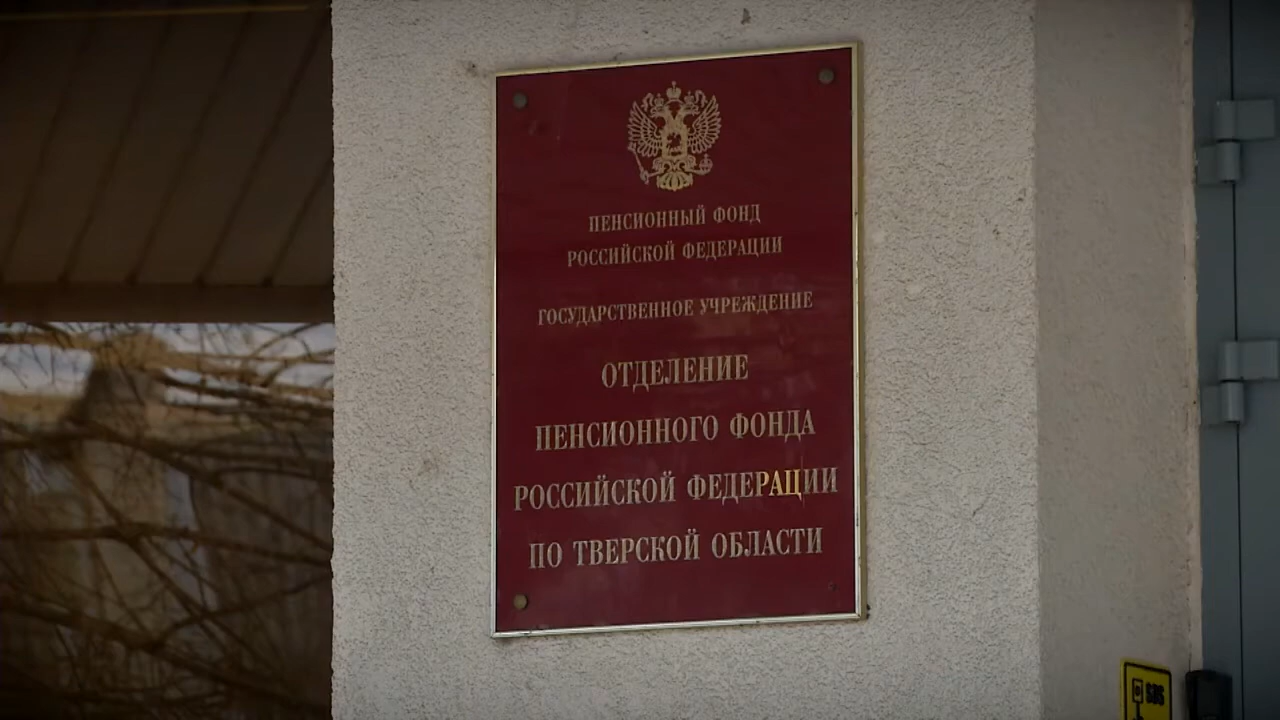 ПЕНСИОННЫЙ ФОНД
РОССИЙСКОЙ ФЕДЕРАЦИИ
ГОСУДАРСТВЕННОЕ УЧРЕЖДЕНИЕ
ОТДЕЛЕНИЕ
ПЕНСИОННОГО ФОНДА
РОССИЙСКОЙ ФЕДЕРАЦИИ
ПО ТВЕРСКОЙ ОБЛАСТИ